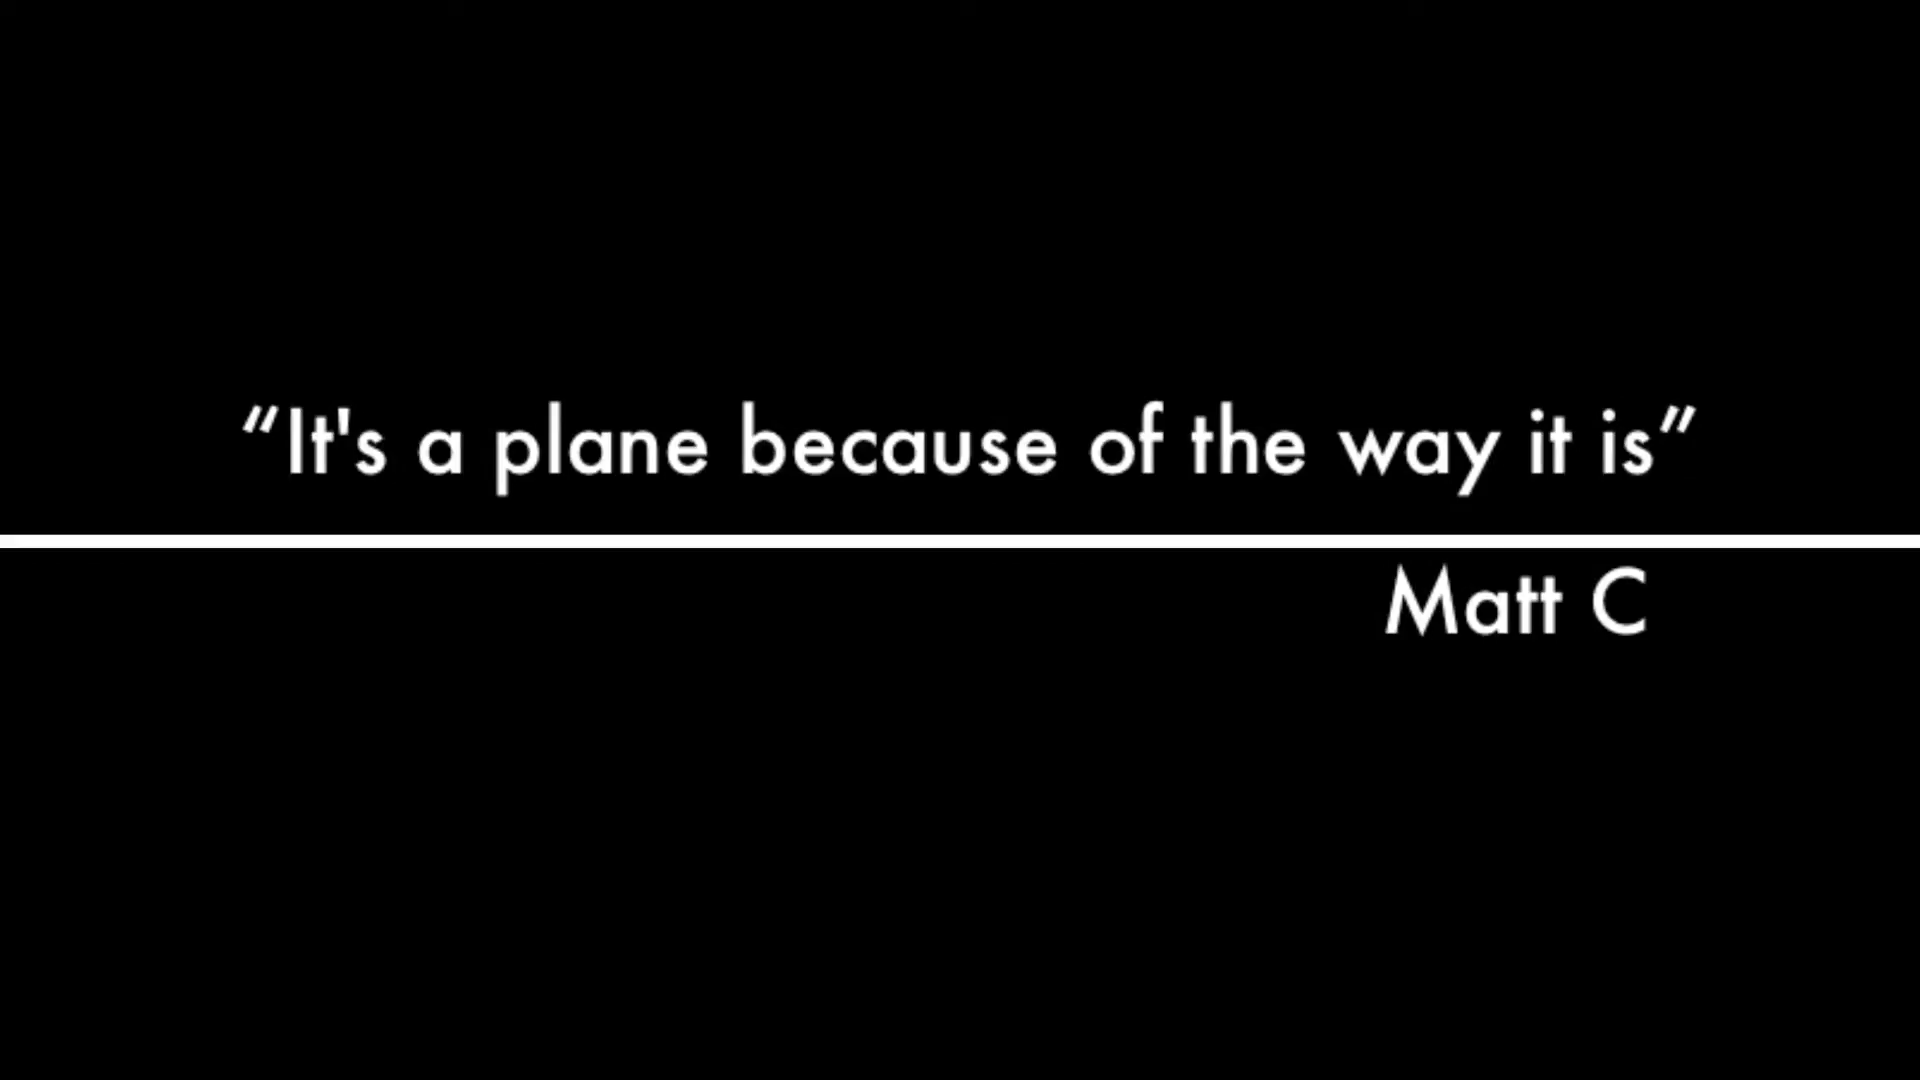 “It's a plane because of the way it is”
Matt C